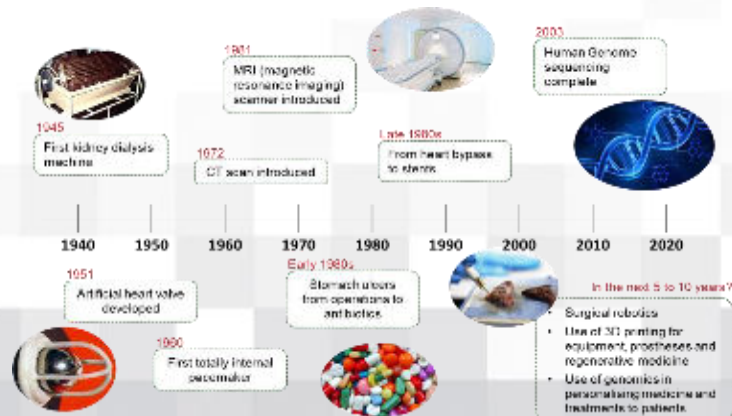 1945
First kidney dialysis
machine
1972
CT scan introduced
1981
MRI (magnetic
resonance imaging)
scanner introduced
Late 1980s
From heart bypass
to stents
2003
Human Genome
sequencing
complete
1940 1950 1960 1970 1980 1990 2000 2010 2020
1951
Artificial heart valve
developed
1960
First totally internal
pacemaker
Early 1980s
Stomach ulcers
from operations to
antibiotics
In the next 5 to 10 years?
• Surgical robotics
• Use of 3D printing for
equipment, prostheses and
regenerative medicine
• Use of genomics in
personalising medicine and
treatments to patients